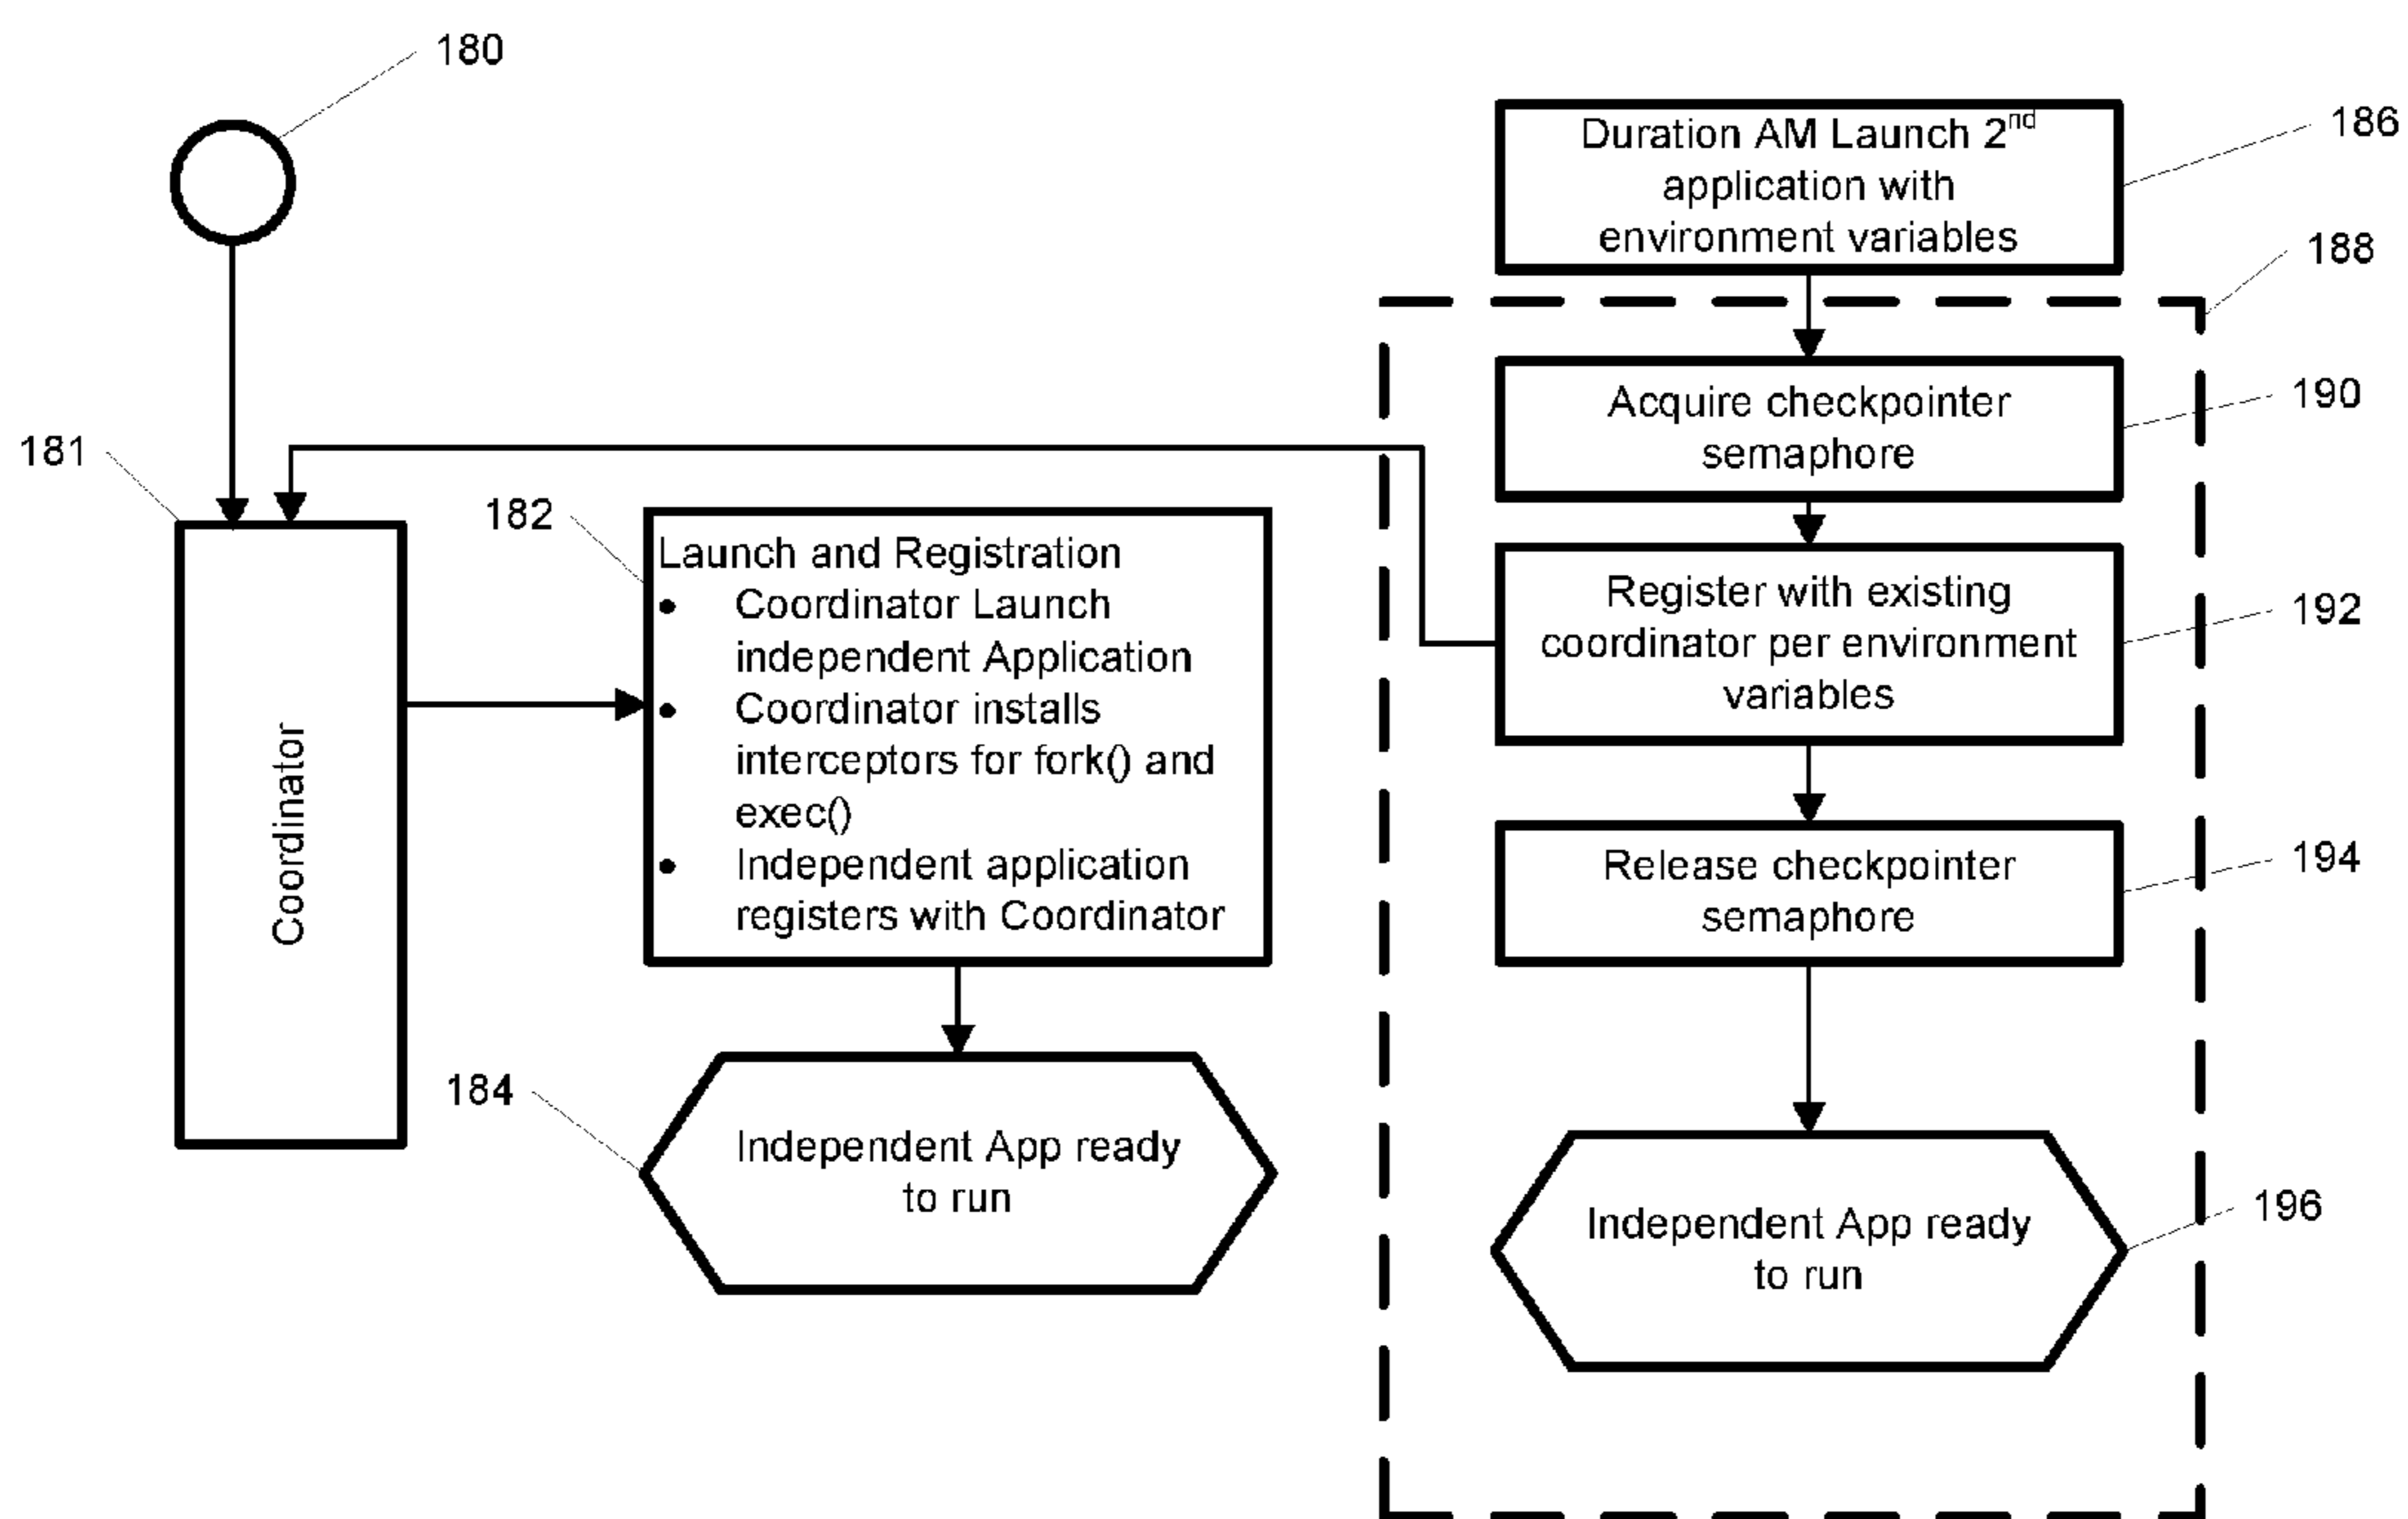 180
Duration AM Launch 2nd
application with
environment variables
186
188
Acquire checkpointer
semaphore
190
181
182
Launch and Registration
• Coordinator Launch
independent Application
• Coordinator installs
interceptors for fork() and
exec()
• Independent application
registers with Coordinator
Register with existing
coordinator per environment
variables
192
Coordinator
Release checkpointer
semaphore
194
184
Independent App ready
to run
Independent App ready
to run
196